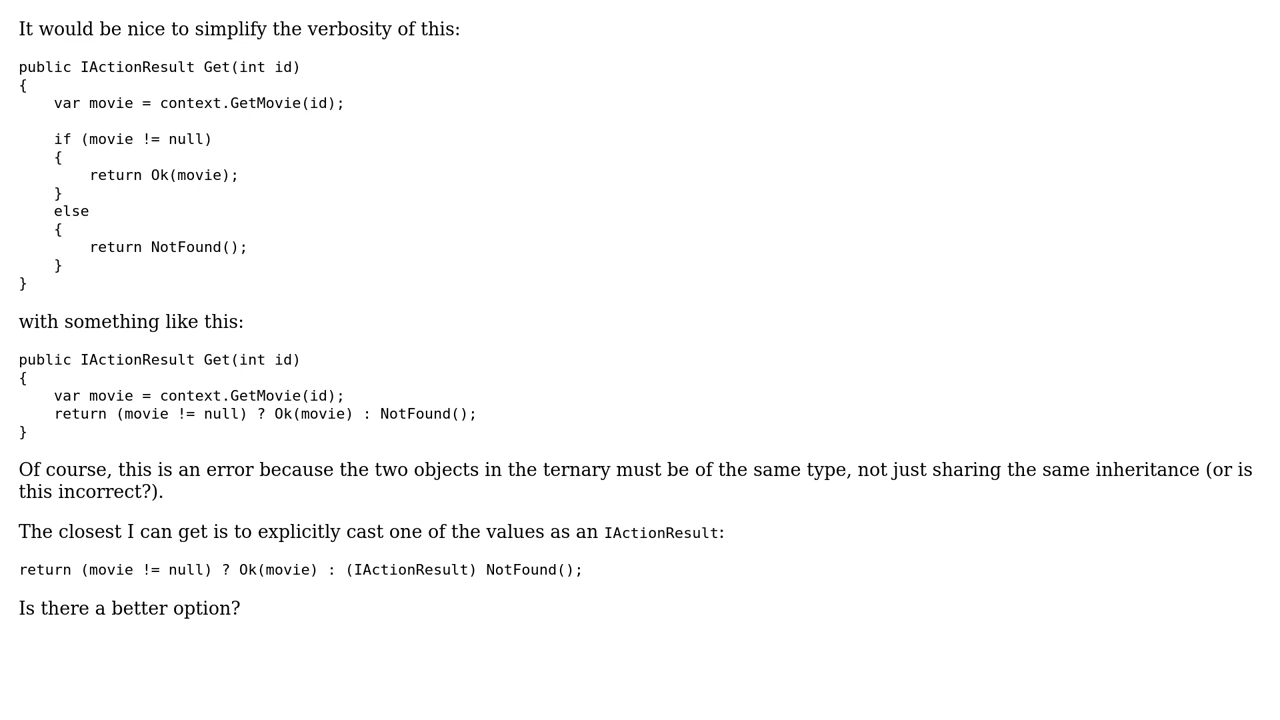 It would be nice to simplify the verbosity of this:
public IActionResult Get(int id)
{
    var movie = context.GetMovie(id);

    if (movie != null)
    {
        return Ok(movie);
    }
    else
    {
        return NotFound();
    }
}
with something like this:
public IActionResult Get(int id)
{
    var movie = context.GetMovie(id);
    return (movie != null) ? Ok(movie) : NotFound();
}
Of course, this is an error because the two objects in the ternary must be of the same type, not just sharing the same inheritance (or is
this incorrect?).
The closest I can get is to explicitly cast one of the values as an IActionResult:
return (movie != null) ? Ok(movie) : (IActionResult) NotFound();
Is there a better option?